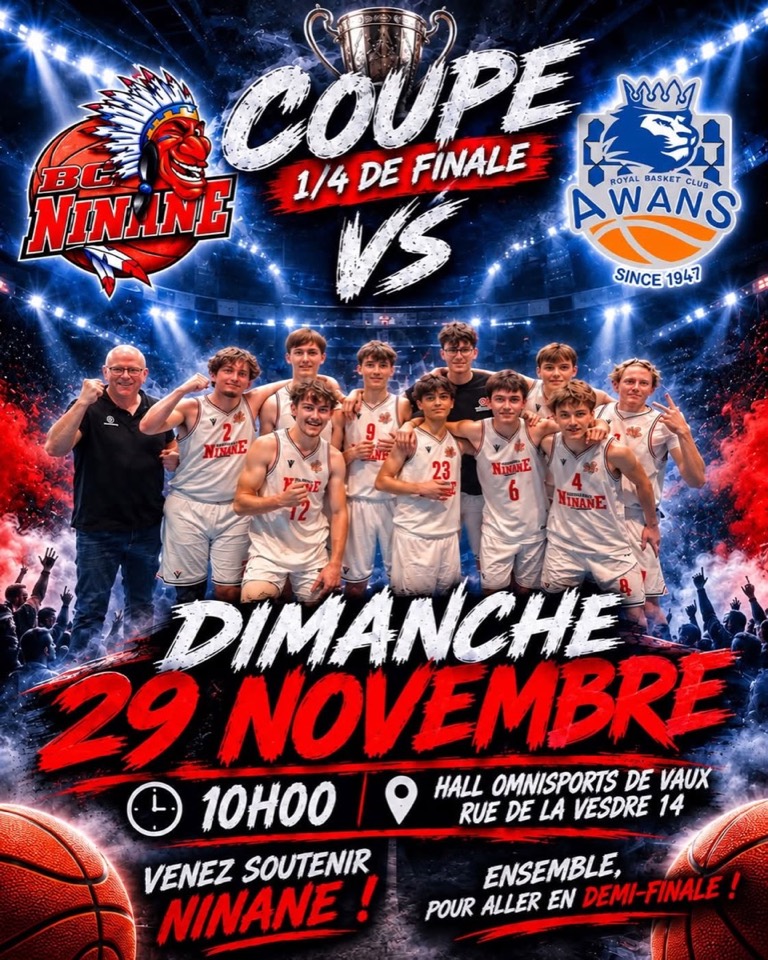 COUPE
1/4 DE FINALE
VS
BC
NINANE
ROYAL BASKET CLUB
AWANS
SINCE 1947
2
NINANE
12
9
23
NINANE
6
4
NINANE
8
DIMANCHE
29 NOVEMBRE
10H00
HALL OMNISPORTS DE VAUX
RUE DE LA VESDRE 14
VENEZ SOUTENIR
NINANE !
ENSEMBLE,
POUR ALLER EN DEMI-FINALE !